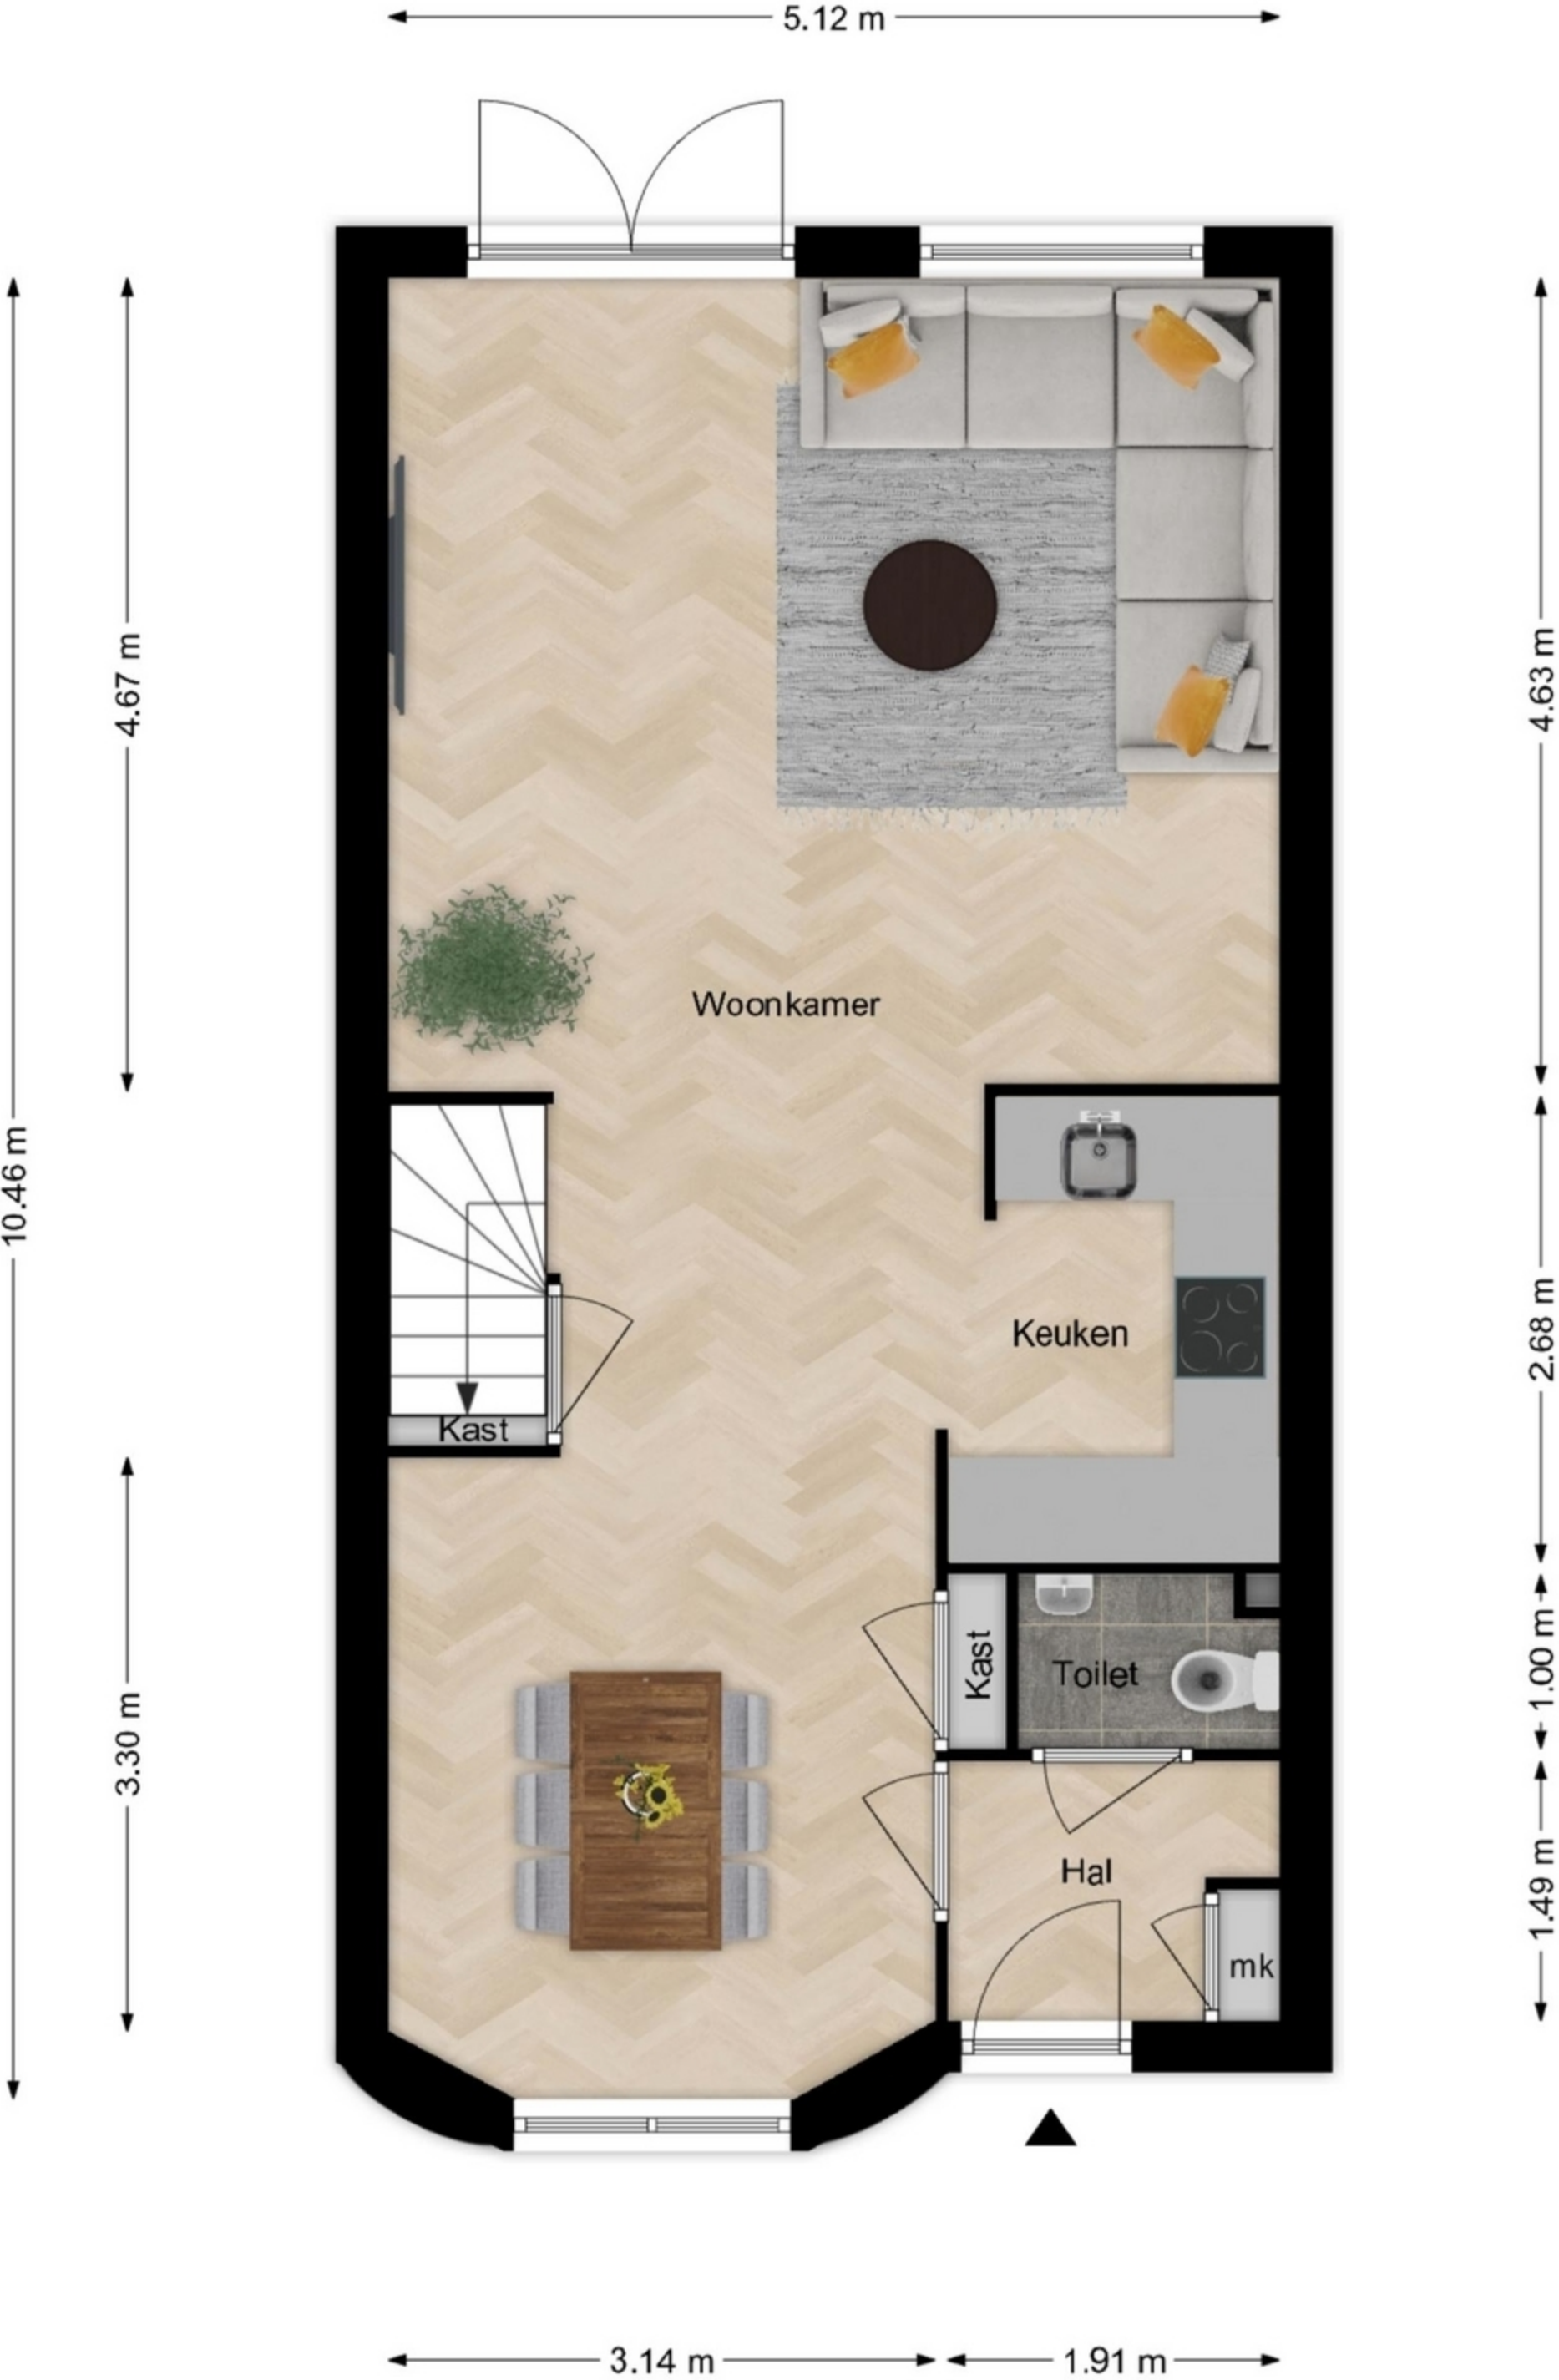 5.12 m
4.67 m
4.63 m
10.46 m
Woonkamer
Keuken
2.68 m
Kast
Kast
Toilet
1.00 m
3.30 m
Hal
1.49 m
mk
3.14 m
1.91 m